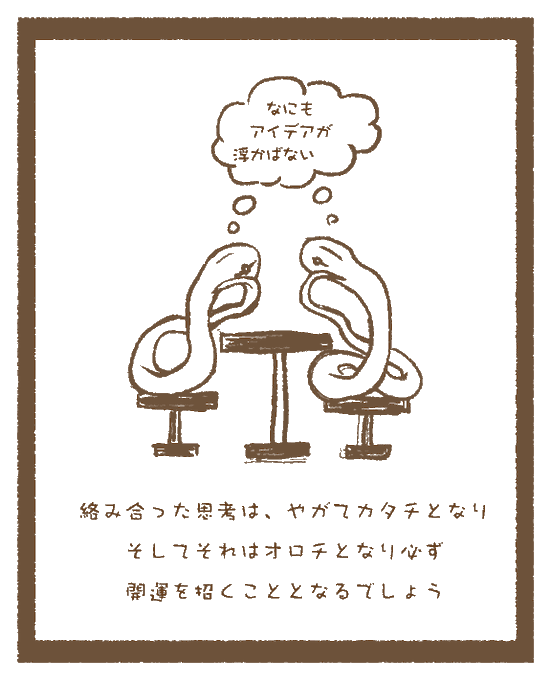 なにも
アイデアが
浮かばない
絡み合った思考は、やがてカタチとなり
そしてそれはオロチとなり必ず
開運を招くこととなるでしょう